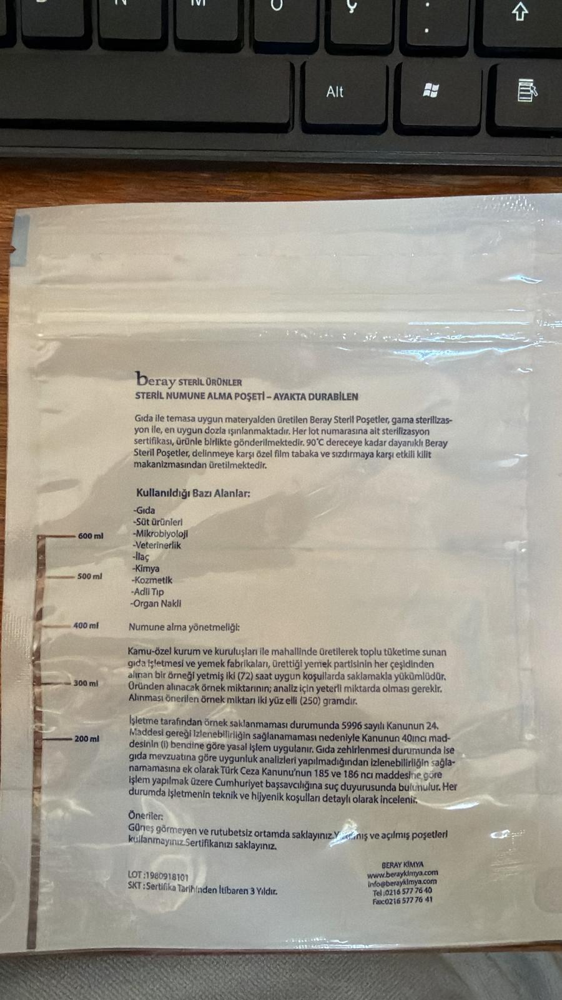 Alt
beray STERİL ÜRÜNLER
STERİL NUMUNE ALMA POŞETİ – AYAKTA DURABİLEN
Gıda ile temasa uygun materyalden üretilen Beray Steril Poşetler, gama sterilizas-
yon ile, en uygun dozla ışınlanmaktadır. Her lot numarasına ait sterilizasyon
sertifikası, ürünle birlikte gönderilmektedir. 90°C dereceye kadar dayanıklı Beray
Steril Poşetler, delinmeye karşı özel film tabaka ve sızdırmaya karşı etkili kilit
makanizmasından üretilmektedir.
Kullanıldığı Bazı Alanlar:
-Gıda
-Süt ürünleri
-Mikrobiyoloji
-Veterinerlik
-İlaç
-Kimya
-Kozmetik
-Adli Tıp
-Organ Nakli
600 ml
500 ml
400 ml
300 ml
200 ml
Numune alma yönetmeliği:
Kamu-özel kurum ve kuruluşları ile mahallinde üretilerek toplu tüketime sunan
gıda işletmesi ve yemek fabrikaları, ürettiği yemek partisinin her çeşidinden
alınan bir örneği yetmiş iki (72) saat uygun koşullarda saklamakla yükümlüdür.
Üründen alınacak örnek miktarının; analiz için yeterli miktarda olması gerekir.
Alınması önerilen örnek miktarı iki yüz elli (250) gramdır.
İşletme tarafından örnek saklanmaması durumunda 5996 sayılı Kanunun 24.
Maddesi gereği izlenebilirliğin sağlanamaması nedeniyle Kanunun 40ıncı mad-
desinin (i) bendine göre yasal işlem uygulanır. Gıda zehirlenmesi durumunda ise
gıda mevzuatına göre uygunluk analizleri yapılmadığından izlenebilirliğin sağla-
namamasına ek olarak Türk Ceza Kanunu'nun 185 ve 186 ncı maddesine göre
işlem yapılmak üzere Cumhuriyet başsavcılığına suç duyurusunda bulunulur. Her
durumda işletmenin teknik ve hijyenik koşulları detaylı olarak incelenir.
Öneriler:
Güneş görmeyen ve rutubetsiz ortamda saklayınız. ve açılmış poşetleri
kullanmayınız.Sertifikanızı saklayınız.
LOT :1980918101
SKT : Sertifika Tarihinden İtibaren 3 Yıldır.
BERAY KİMYA
www.beraykimya.com
info@beraykimya.com
Tel :0216 577 76 40
Fax:0216 577 76 41